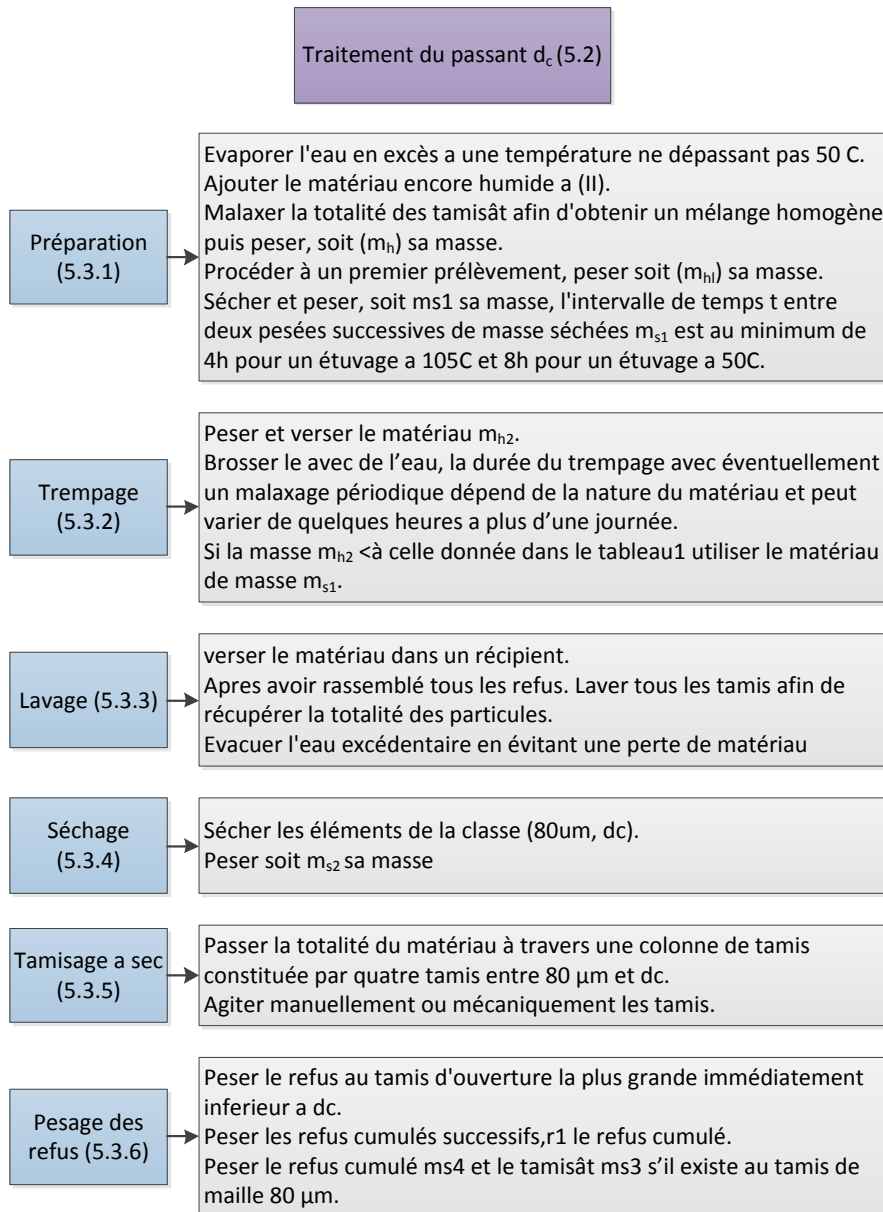 Traitement du passant dc (5.2)
Préparation
(5.3.1)
Evaporer l'eau en excès a une température ne dépassant pas 50 C.
Ajouter le matériau encore humide a (II).
Malaxer la totalité des tamisât afin d'obtenir un mélange homogène
puis peser, soit (mh) sa masse.
Procéder à un premier prélèvement, peser soit (mhl) sa masse.
Sécher et peser, soit ms1 sa masse, l'intervalle de temps t entre
deux pesées successives de masse séchées ms1 est au minimum de
4h pour un étuvage a 105C et 8h pour un étuvage a 50C.
Trempage
(5.3.2)
Peser et verser le matériau mh2.
Brosser le avec de l’eau, la durée du trempage avec éventuellement
un malaxage périodique dépend de la nature du matériau et peut
varier de quelques heures a plus d’une journée.
Si la masse mh2 <à celle donnée dans le tableau1 utiliser le matériau
de masse ms1.
Lavage (5.3.3)
verser le matériau dans un récipient.
Apres avoir rassemblé tous les refus. Laver tous les tamis afin de
récupérer la totalité des particules.
Evacuer l'eau excédentaire en évitant une perte de matériau
Séchage
(5.3.4)
Sécher les éléments de la classe (80um, dc).
Peser soit ms2 sa masse
Tamisage a sec
(5.3.5)
Passer la totalité du matériau à travers une colonne de tamis
constituée par quatre tamis entre 80 µm et dc.
Agiter manuellement ou mécaniquement les tamis.
Pesage des
refus (5.3.6)
Peser le refus au tamis d'ouverture la plus grande immédiatement
inferieur a dc.
Peser les refus cumulés successifs,r1 le refus cumulé.
Peser le refus cumulé ms4 et le tamisât ms3 s’il existe au tamis de
maille 80 µm.